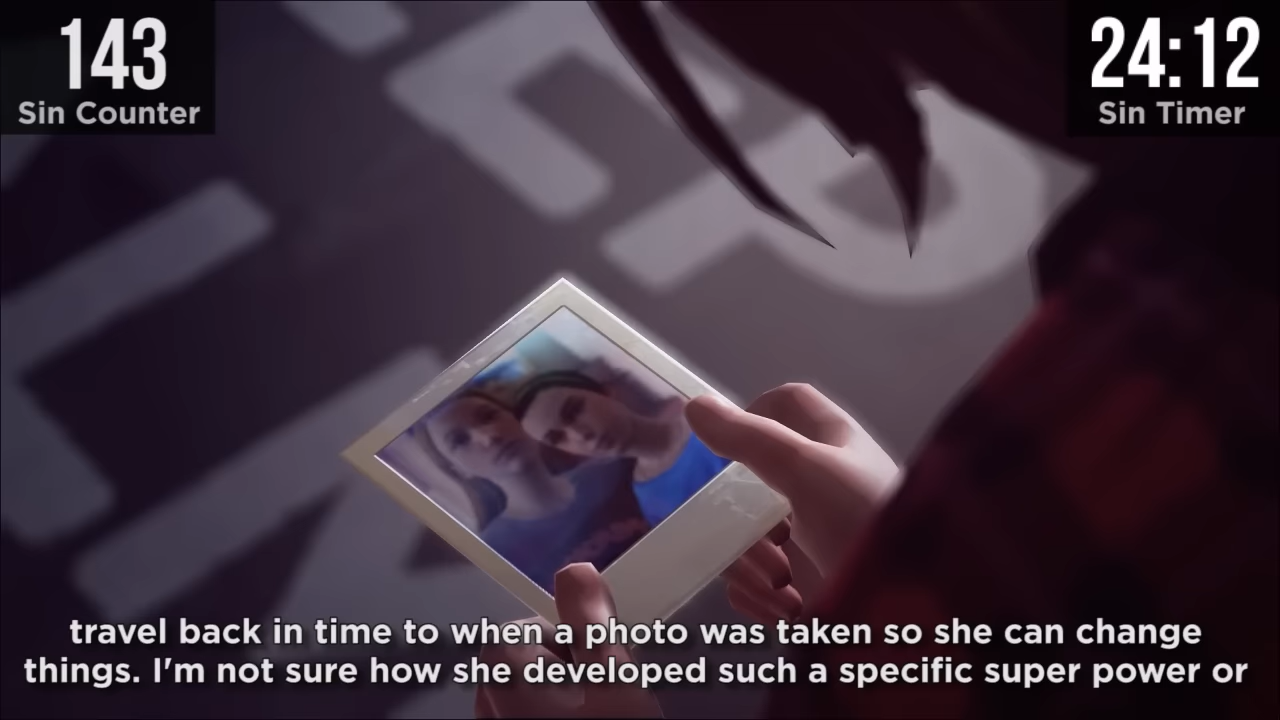 143
Sin Counter
24:12
Sin Timer
travel back in time to when a photo was taken so she can change
things. I'm not sure how she developed such a specific super power or